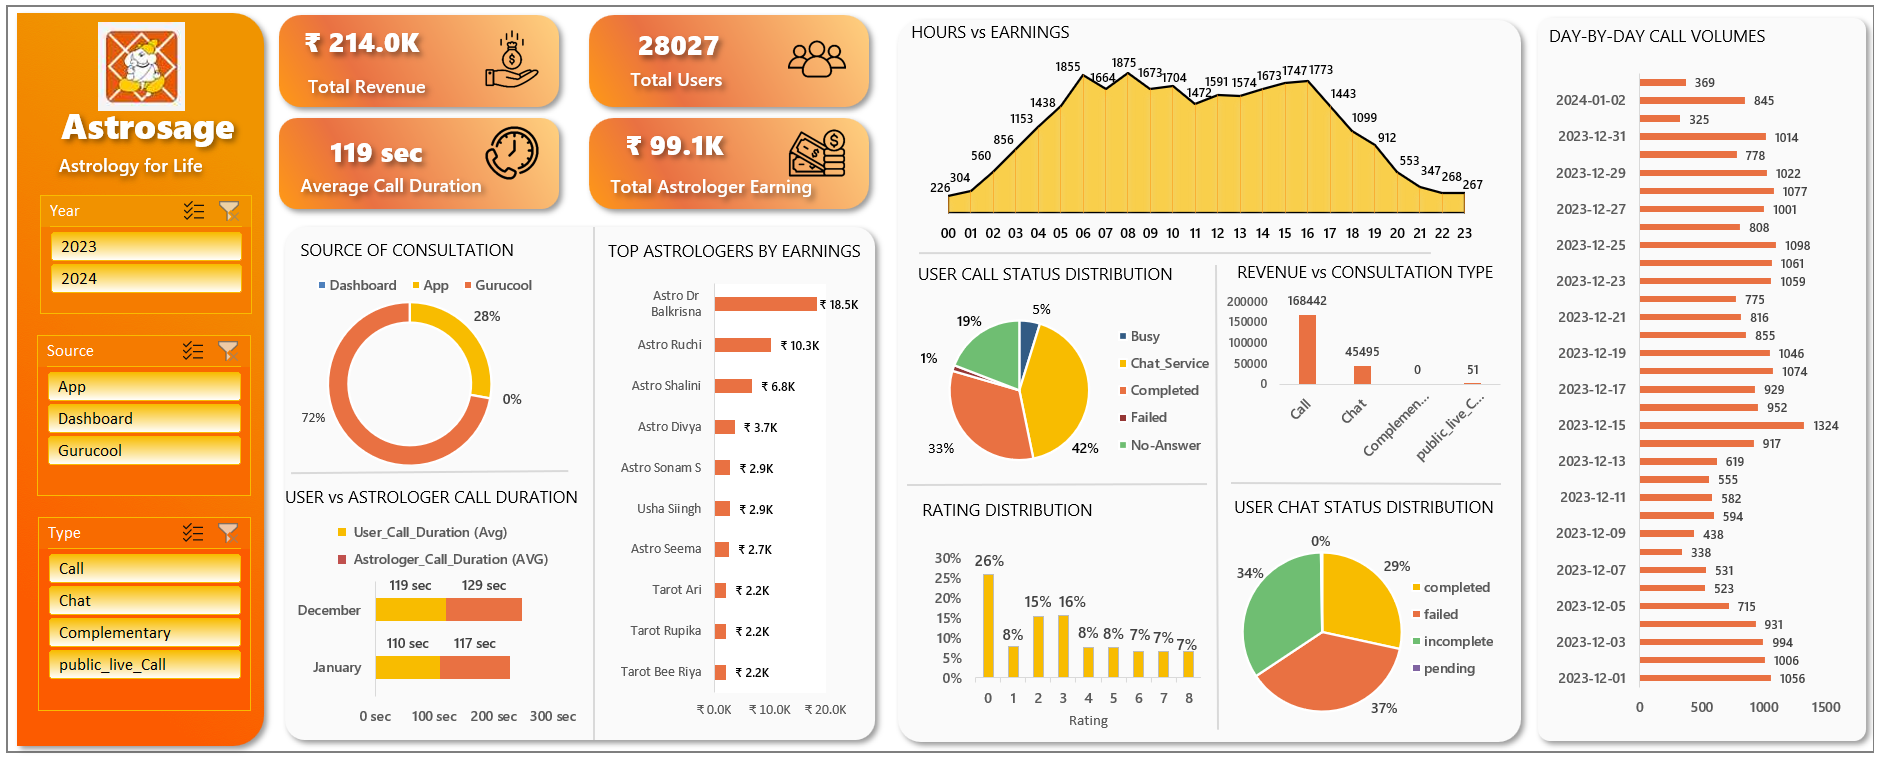 Astrosage
Astrology for Life
Year
2023
2024
Source
App
Dashboard
Gurucool
Type
Call
Chat
Complementary
public_live_Call
₹ 214.0K
Total Revenue
28027
Total Users
119 sec
Average Call Duration
₹ 99.1K
Total Astrologer Earning
SOURCE OF CONSULTATION
Dashboard App Gurucool
28%
0%
72%
USER vs ASTROLOGER CALL DURATION
User_Call_Duration (Avg)
Astrologer_Call_Duration (AVG)
119 sec 129 sec
December
110 sec 117 sec
January
0 sec 100 sec 200 sec 300 sec
TOP ASTROLOGERS BY EARNINGS
Astro Dr
Balkrisna
₹ 18.5K
Astro Ruchi ₹ 10.3K
Astro Shalini ₹ 6.8K
Astro Divya ₹ 3.7K
Astro Sonam S ₹ 2.9K
Usha Siingh ₹ 2.9K
Astro Seema ₹ 2.7K
Tarot Ari ₹ 2.2K
Tarot Rupika ₹ 2.2K
Tarot Bee Riya ₹ 2.2K
₹ 0.0K ₹ 10.0K ₹ 20.0K
HOURS vs EARNINGS
226 304 560 856 1153 1438 1855 1664 1875 1673 1704 1472 1591 1574 1673 1747 1773 1443 1099 912 553 347 268 267
00 01 02 03 04 05 06 07 08 09 10 11 12 13 14 15 16 17 18 19 20 21 22 23
USER CALL STATUS DISTRIBUTION
5%
19%
1%
33%
42%
Busy
Chat_Service
Completed
Failed
No-Answer
REVENUE vs CONSULTATION TYPE
200000
150000
100000
50000
0
168442
45495
0
51
Call
Chat
Complemen...
public_live_C...
RATING DISTRIBUTION
30%
25%
20%
15%
10%
5%
0%
26% 8% 15% 16% 8% 8% 7% 7% 7%
0 1 2 3 4 5 6 7 8
Rating
USER CHAT STATUS DISTRIBUTION
0%
29%
34%
37%
completed
failed
incomplete
pending
DAY-BY-DAY CALL VOLUMES
369
2024-01-02 845
325
2023-12-31 1014
778
2023-12-29 1022
1077
2023-12-27 1001
808
2023-12-25 1098
1061
2023-12-23 1059
775
2023-12-21 816
855
2023-12-19 1046
1074
2023-12-17 929
952
2023-12-15 1324
917
2023-12-13 619
555
2023-12-11 582
594
2023-12-09 438
338
2023-12-07 531
523
2023-12-05 715
931
2023-12-03 994
1006
2023-12-01 1056
0 500 1000 1500